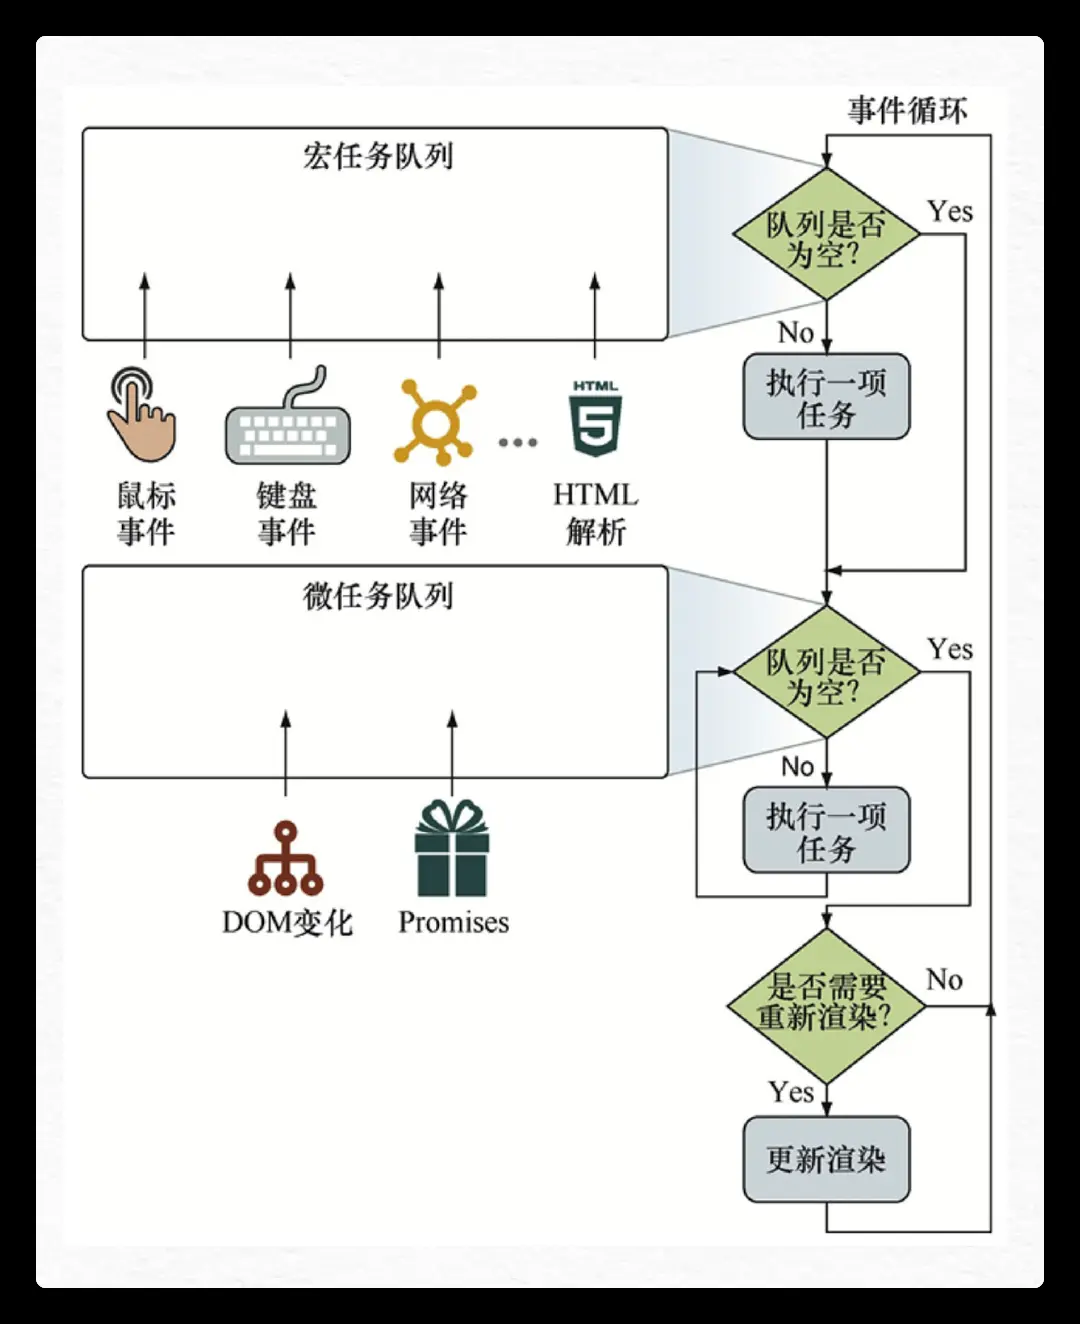 事件循环
宏任务队列
队列是否
为空?
Yes
No
执行一项
任务
HTML
5
鼠标
事件
键盘
事件
网络
事件
HTML
解析
微任务队列
队列是否
为空?
Yes
No
执行一项
任务
DOM变化
Promises
是否需要
重新渲染?
No
Yes
更新渲染